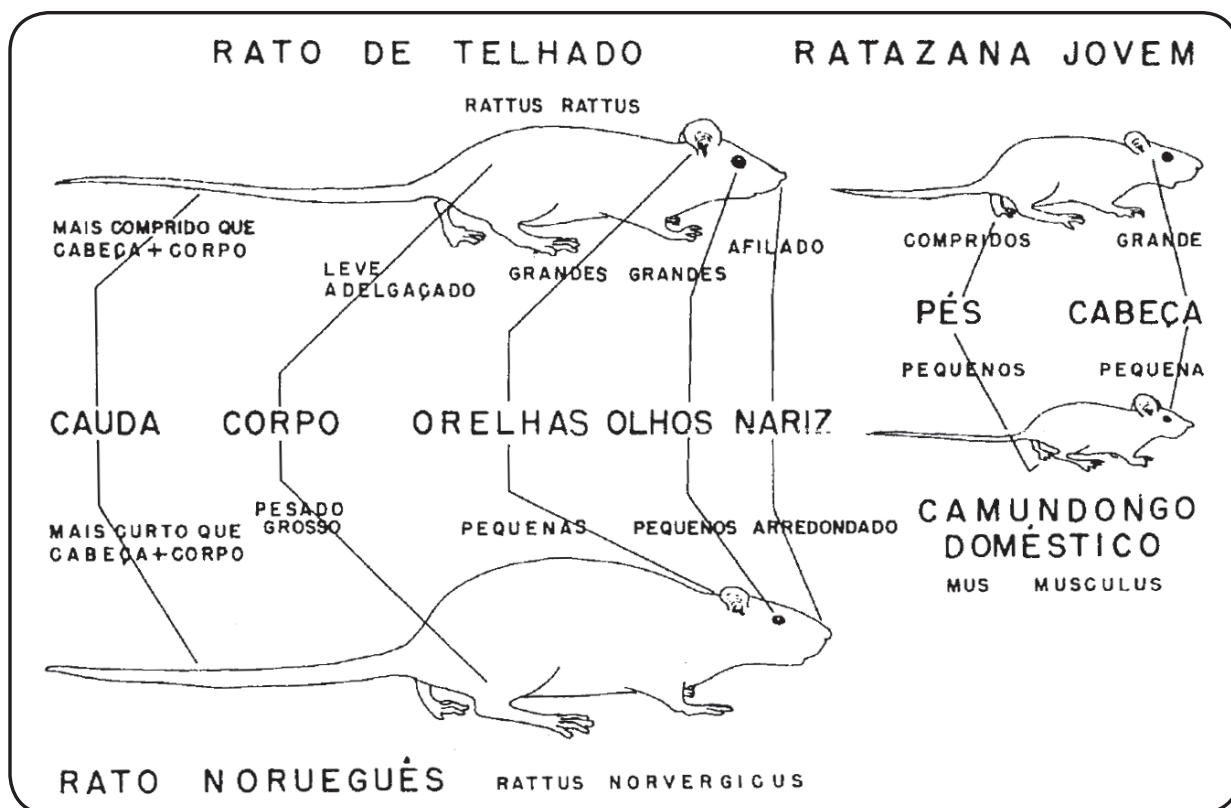 RATO DE TELHADO
RATTUS RATTUS
MAIS COMPRIDO QUE
CABEÇA+CORPO
LEVE
ADELGAÇADO
GRANDES
GRANDES
AFILADO
CAUDA
CORPO
ORELHAS
OLHOS
NARIZ
MAIS CURTO QUE
CABEÇA+CORPO
PESADO
GROSSO
PEQUENAS
PEQUENOS
ARREDONDADO
RATO NORUEGUÊS
RATTUS NORVERGICUS
RATAZANA JOVEM
COMPRIDOS
GRANDE
PÉS
CABEÇA
PEQUENOS
PEQUENA
CAMUNDONGO
DOMÉSTICO
MUS MUSCULUS